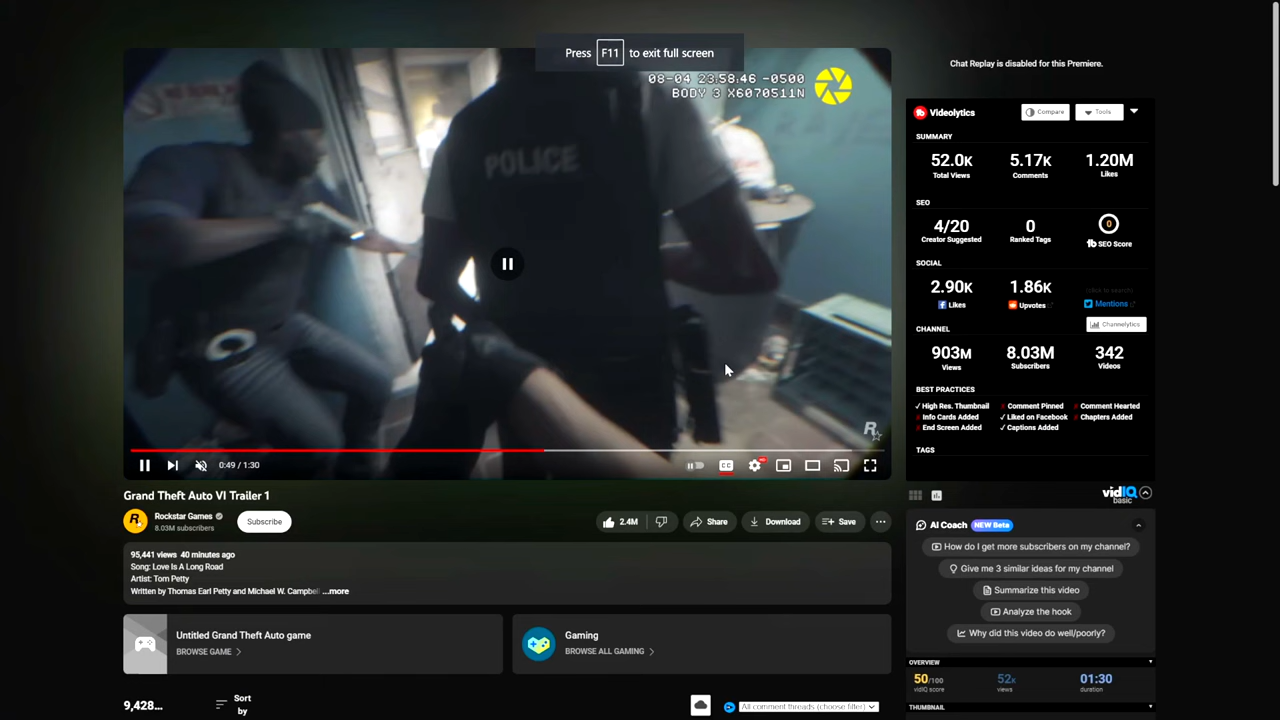 Press F11 to exit full screen
08-04 23:58:46 -0500
BODY 3 X6070511N
POLICE
0:49 / 1:30
CC
Grand Theft Auto VI Trailer 1
Rockstar Games
8.03M subscribers
Subscribe
2.4M
Share
Download
Save
95,441 views 40 minutes ago
Song: Love Is A Long Road
Artist: Tom Petty
Written by Thomas Earl Petty and Michael W. Campbel ...more
Untitled Grand Theft Auto game
BROWSE GAME
Gaming
BROWSE ALL GAMING
9,428...
Sort
by
All comment threads (choose filter)
Chat Replay is disabled for this Premiere.
Videolytics
Compare
Tools
SUMMARY
52.0K 5.17K 1.20M
Total Views Comments Likes
SEO
4/20 0 0
Creator Suggested Ranked Tags tb SEO Score
SOCIAL
2.90K 1.86K (click to search)
Likes Upvotes Mentions
Channelytics
CHANNEL
903M 8.03M 342
Views Subscribers Videos
BEST PRACTICES
High Res. Thumbnail Comment Pinned Comment Hearted
Info Cards Added Liked on Facebook Chapters Added
End Screen Added Captions Added
TAGS
vidIQ
basic
AI Coach NEW Beta
How do I get more subscribers on my channel?
Give me 3 similar ideas for my channel
Summarize this video
Analyze the hook
Why did this video do well/poorly?
OVERVIEW
50/100 52K 01:30
vidIQ score views duration
THUMBNAIL